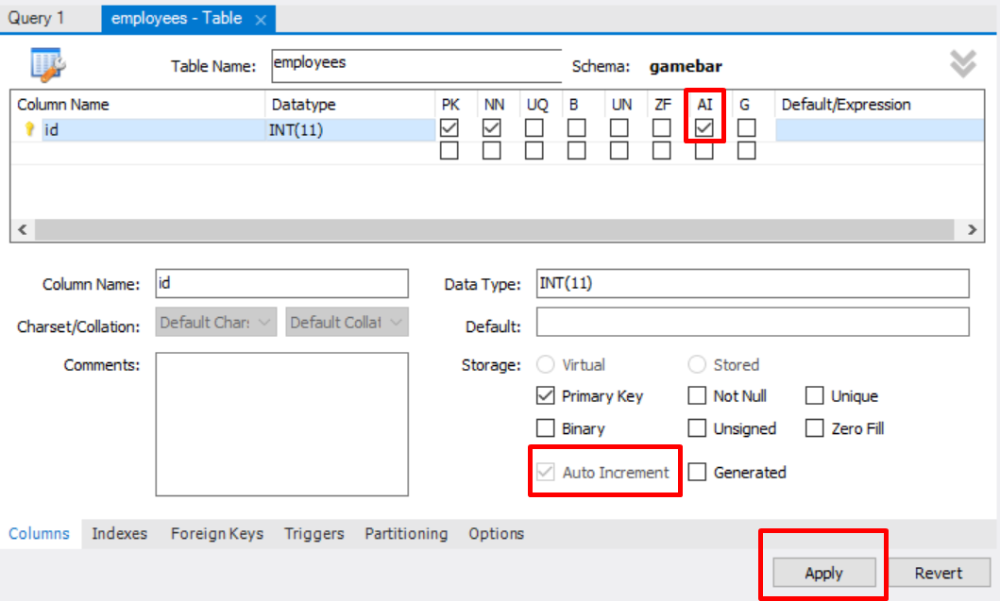 Query 1 employees - Table ×
Table Name: employees Schema: gamebar
Column Name Datatype PK NN UQ B UN ZF AI G Default/Expression
id INT(11)
Column Name: id Data Type: INT(11)
Charset/Collation: Default Char: Default Collat Default:
Comments: Storage: Virtual Stored
Primary Key Not Null Unique
Binary Unsigned Zero Fill
Auto Increment Generated
Columns Indexes Foreign Keys Triggers Partitioning Options
Apply Revert